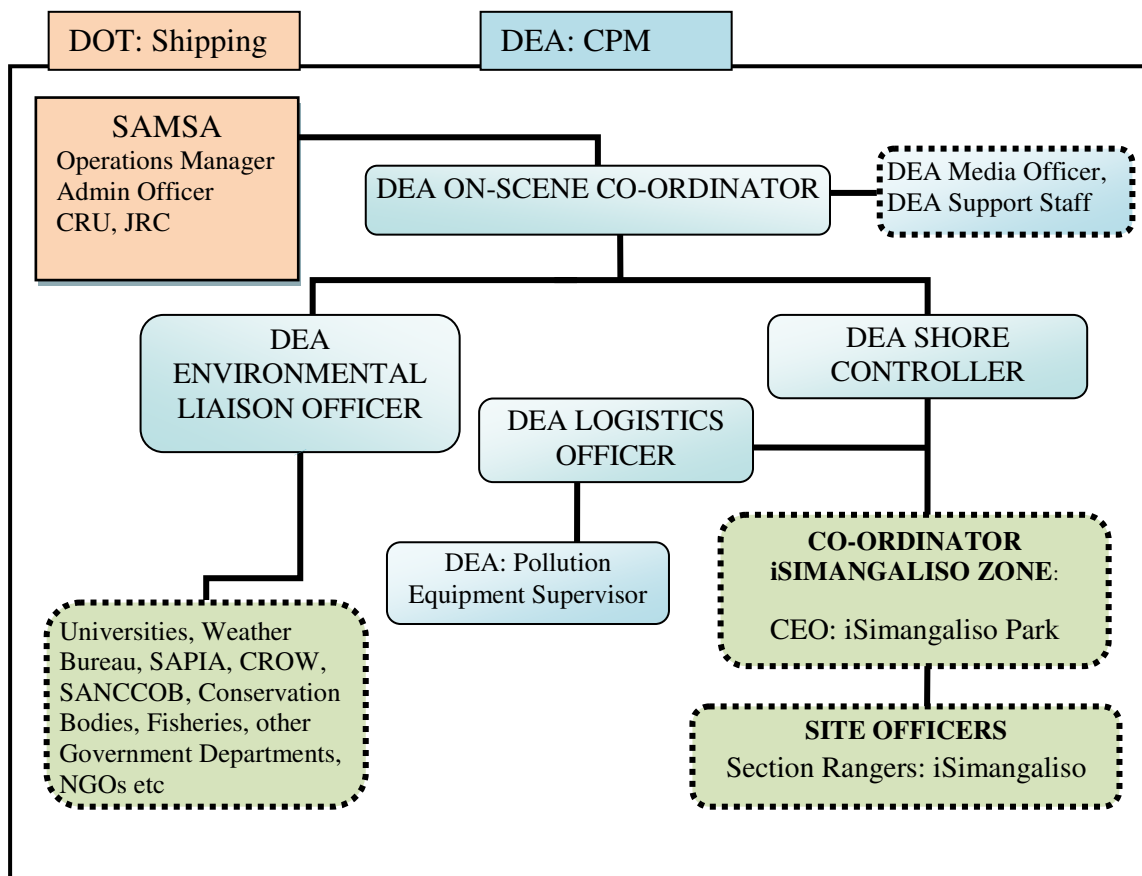 DOT: Shipping
DEA: CPM
SAMSA
Operations Manager
Admin Officer
CRU, JRC
DEA ON-SCENE CO-ORDINATOR
DEA Media Officer,
DEA Support Staff
DEA
ENVIRONMENTAL
LIAISON OFFICER
DEA SHORE
CONTROLLER
DEA LOGISTICS
OFFICER
DEA: Pollution
Equipment Supervisor
CO-ORDINATOR
iSIMANGALISO ZONE:
CEO: iSimangaliso Park
Universities, Weather
Bureau, SAPIA, CROW,
SANCCOB, Conservation
Bodies, Fisheries, other
Government Departments,
NGOs etc
SITE OFFICERS
Section Rangers: iSimangaliso